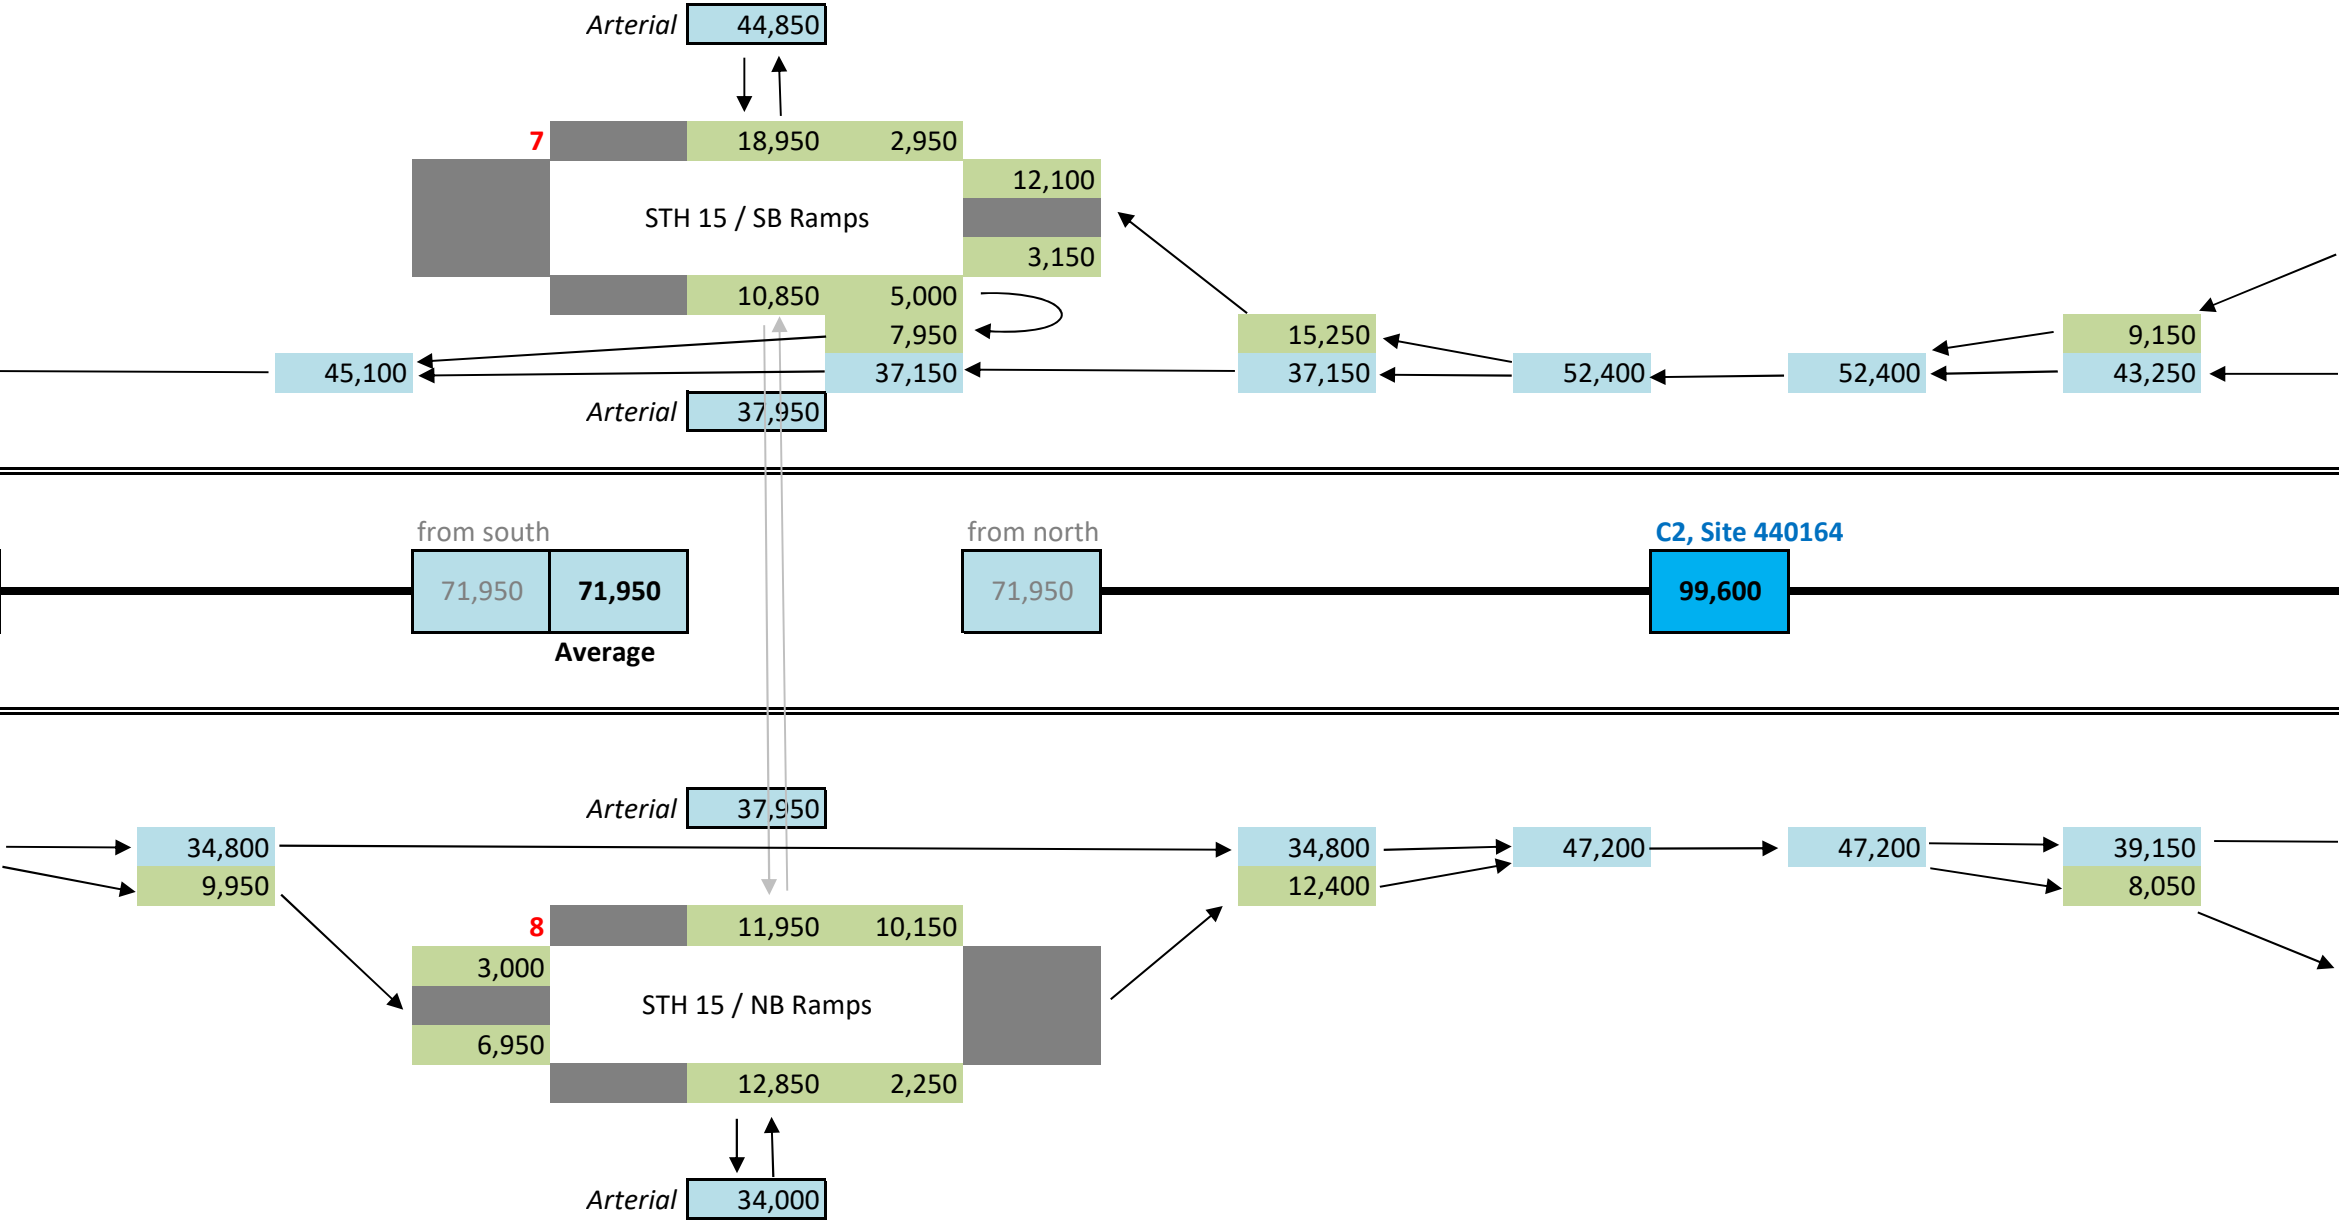 Arterial 44,850
7 18,950 2,950
12,100
STH 15 / SB Ramps
3,150
10,850 5,000
7,950 15,250 9,150
45,100 37,150 37,150 52,400 52,400 43,250
Arterial 37,950
from south from north C2, Site 440164
71,950 71,950 71,950 99,600
Average
Arterial 37,950
34,800 34,800 47,200 47,200 39,150
9,950 12,400 8,050
8 11,950 10,150
3,000
STH 15 / NB Ramps
6,950
12,850 2,250
Arterial 34,000